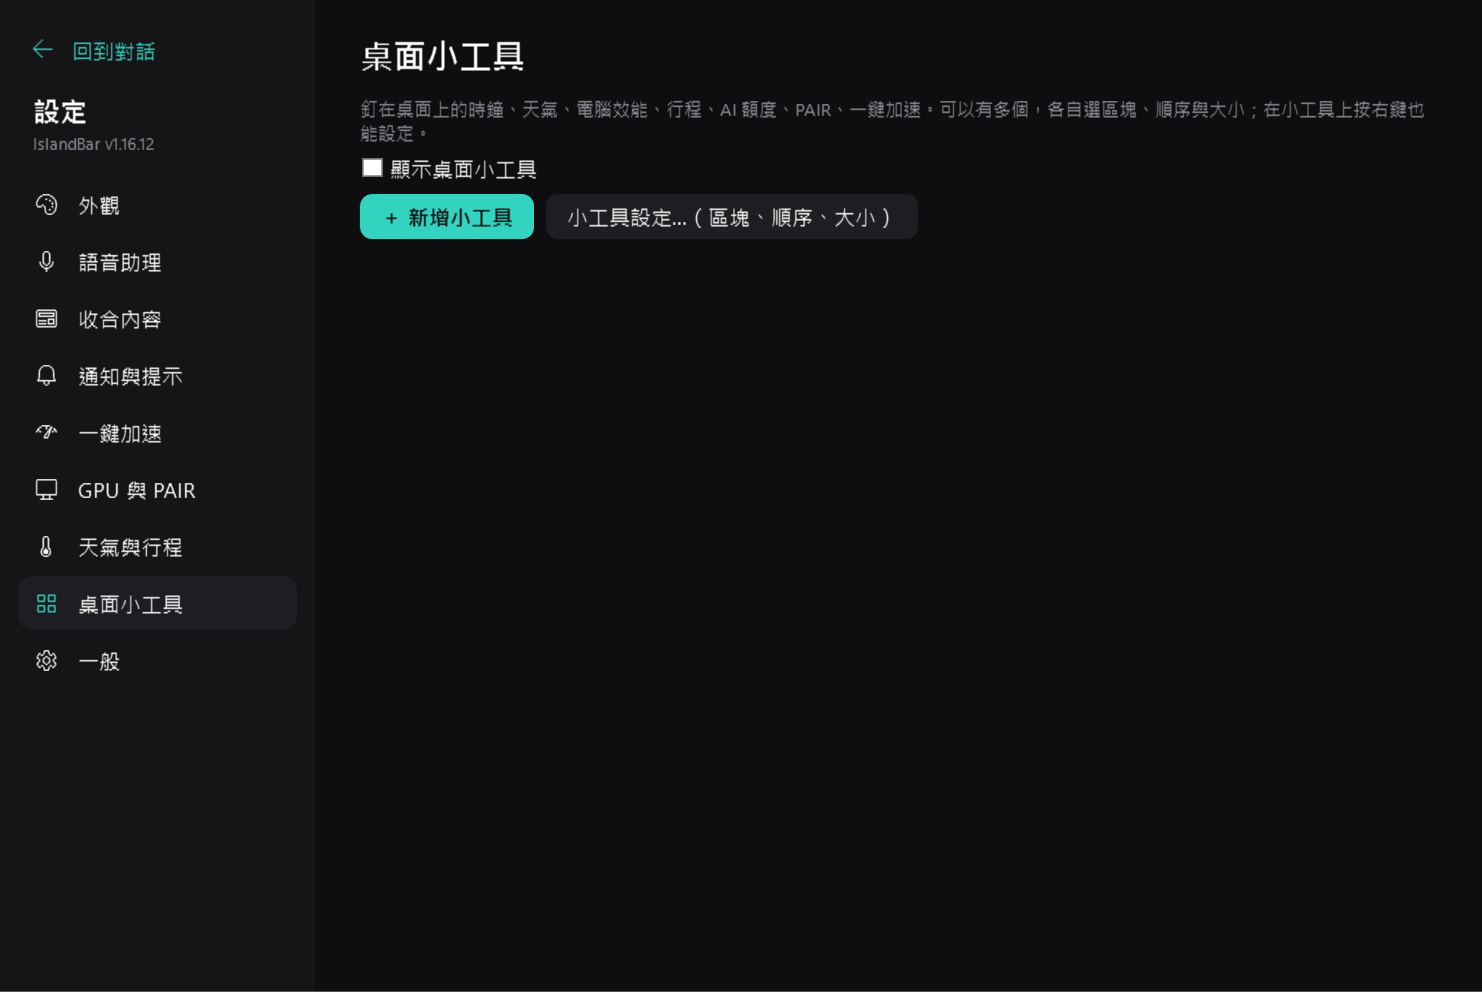 回到對話
設定
IslandBar v1.16.12
外觀
語音助理
收合內容
通知與提示
一鍵加速
GPU 與 PAIR
天氣與行程
桌面小工具
一般
桌面小工具
釘在桌面上的時鐘、天氣、電腦效能、行程、AI 額度、PAIR、一鍵加速。可以有多個，各自選區塊、順序與大小；在小工具上按右鍵也
能設定。
顯示桌面小工具
+ 新增小工具
小工具設定... ( 區塊、順序、大小 )